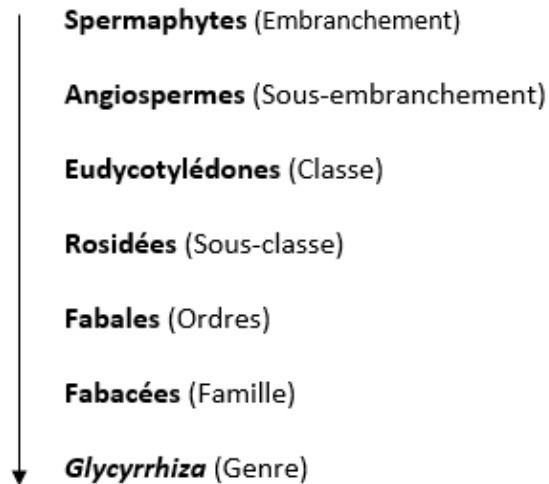 Spermaphytes (Embranchement)
Angiospermes (Sous-embranchement)
Eudycotylédones (Classe)
Rosidées (Sous-classe)
Fabales (Ordres)
Fabacées (Famille)
Glycyrrhiza (Genre)